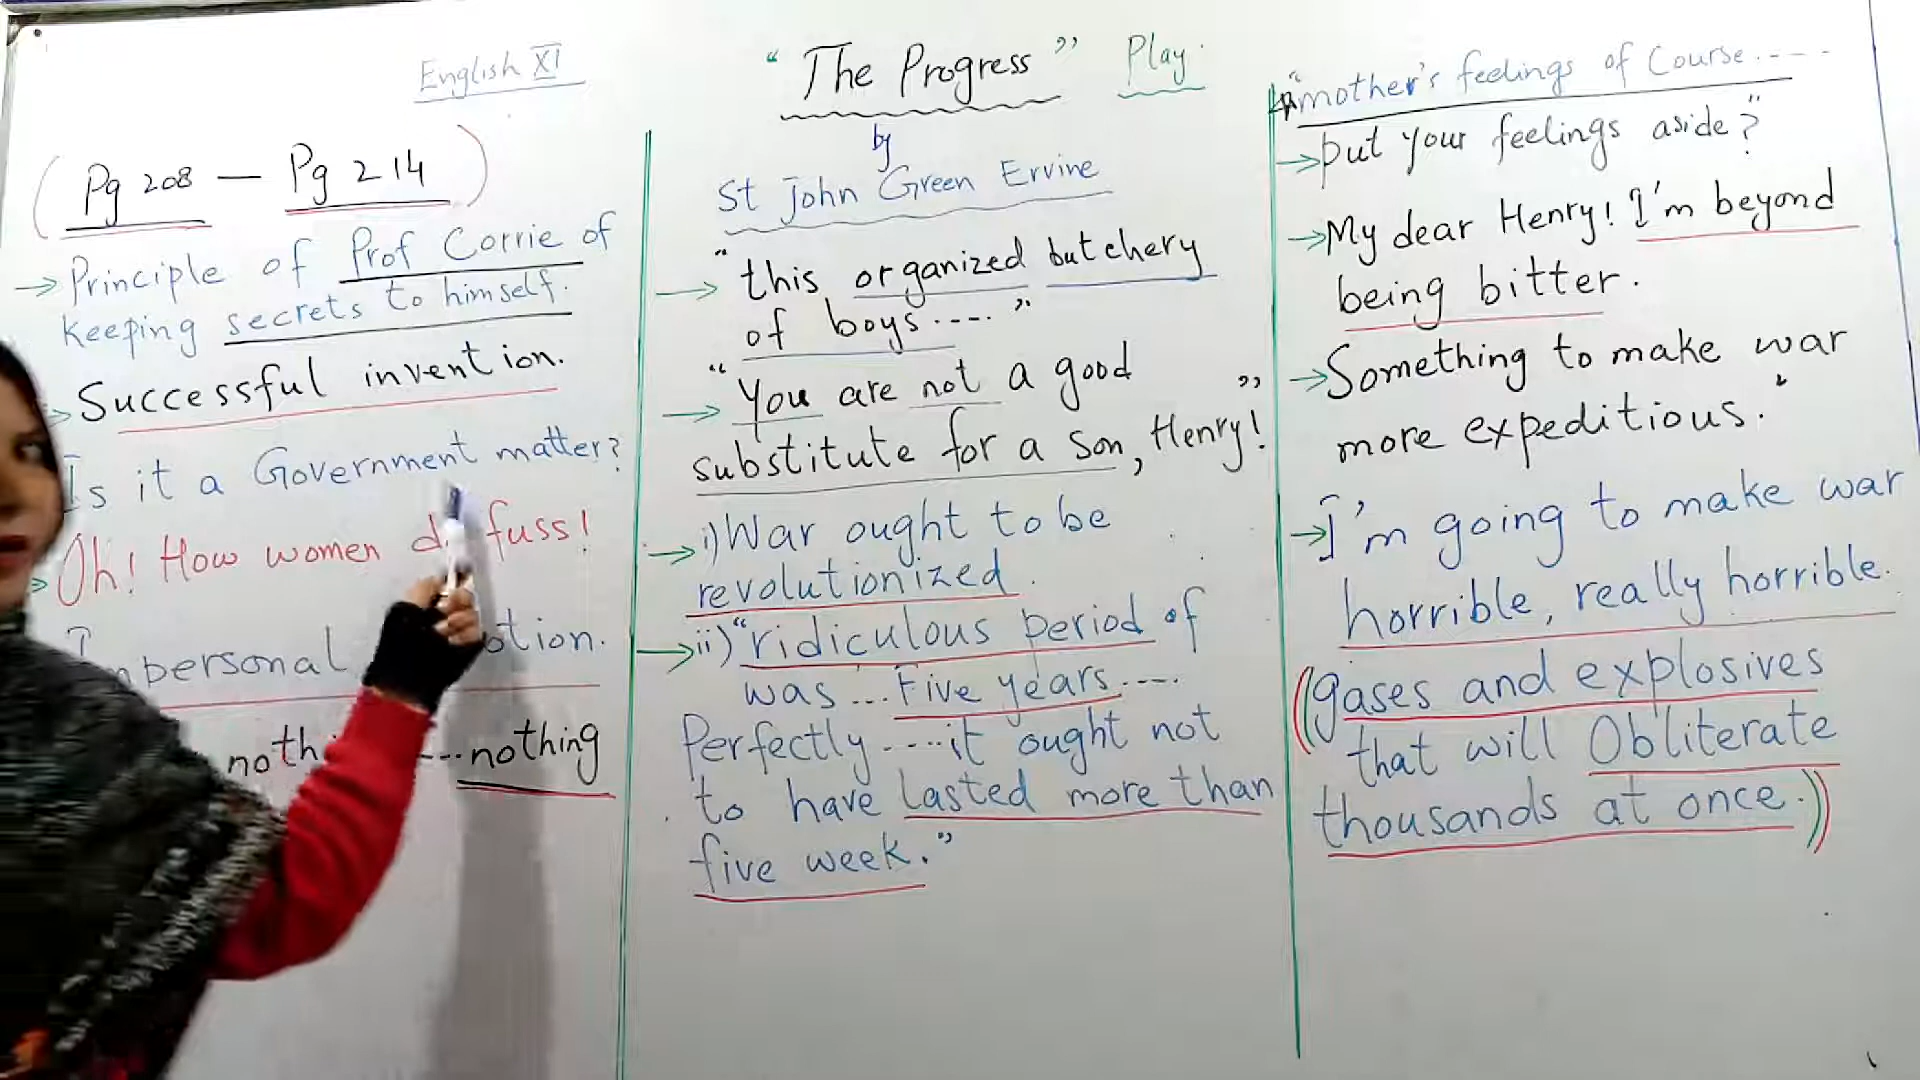 English XI
“The Progress” Play
by
St John Green Ervine
(Pg 208 — Pg 214)
→ Principle of Prof Corrie of
keeping secrets to himself.
→ Successful invention.
Is it a Government matter?
→ Oh! How women fuss!
nothing
→ “this organized butchery
of boys....”
→ “You are not a good
substitute for a son, Henry!”
→ i) War ought to be
revolutionized.
→ ii) “ridiculous period of
was ... Five years ....
Perfectly ....it ought not
to have lasted more than
five week.”
“A mother's feelings of Course.....
→ put your feelings aside?”
→ My dear Henry! I'm beyond
being bitter.
→ Something to make war
more expeditious.
→ I'm going to make war
horrible, really horrible.
((gases and explosives
that will Obliterate
thousands at once.))